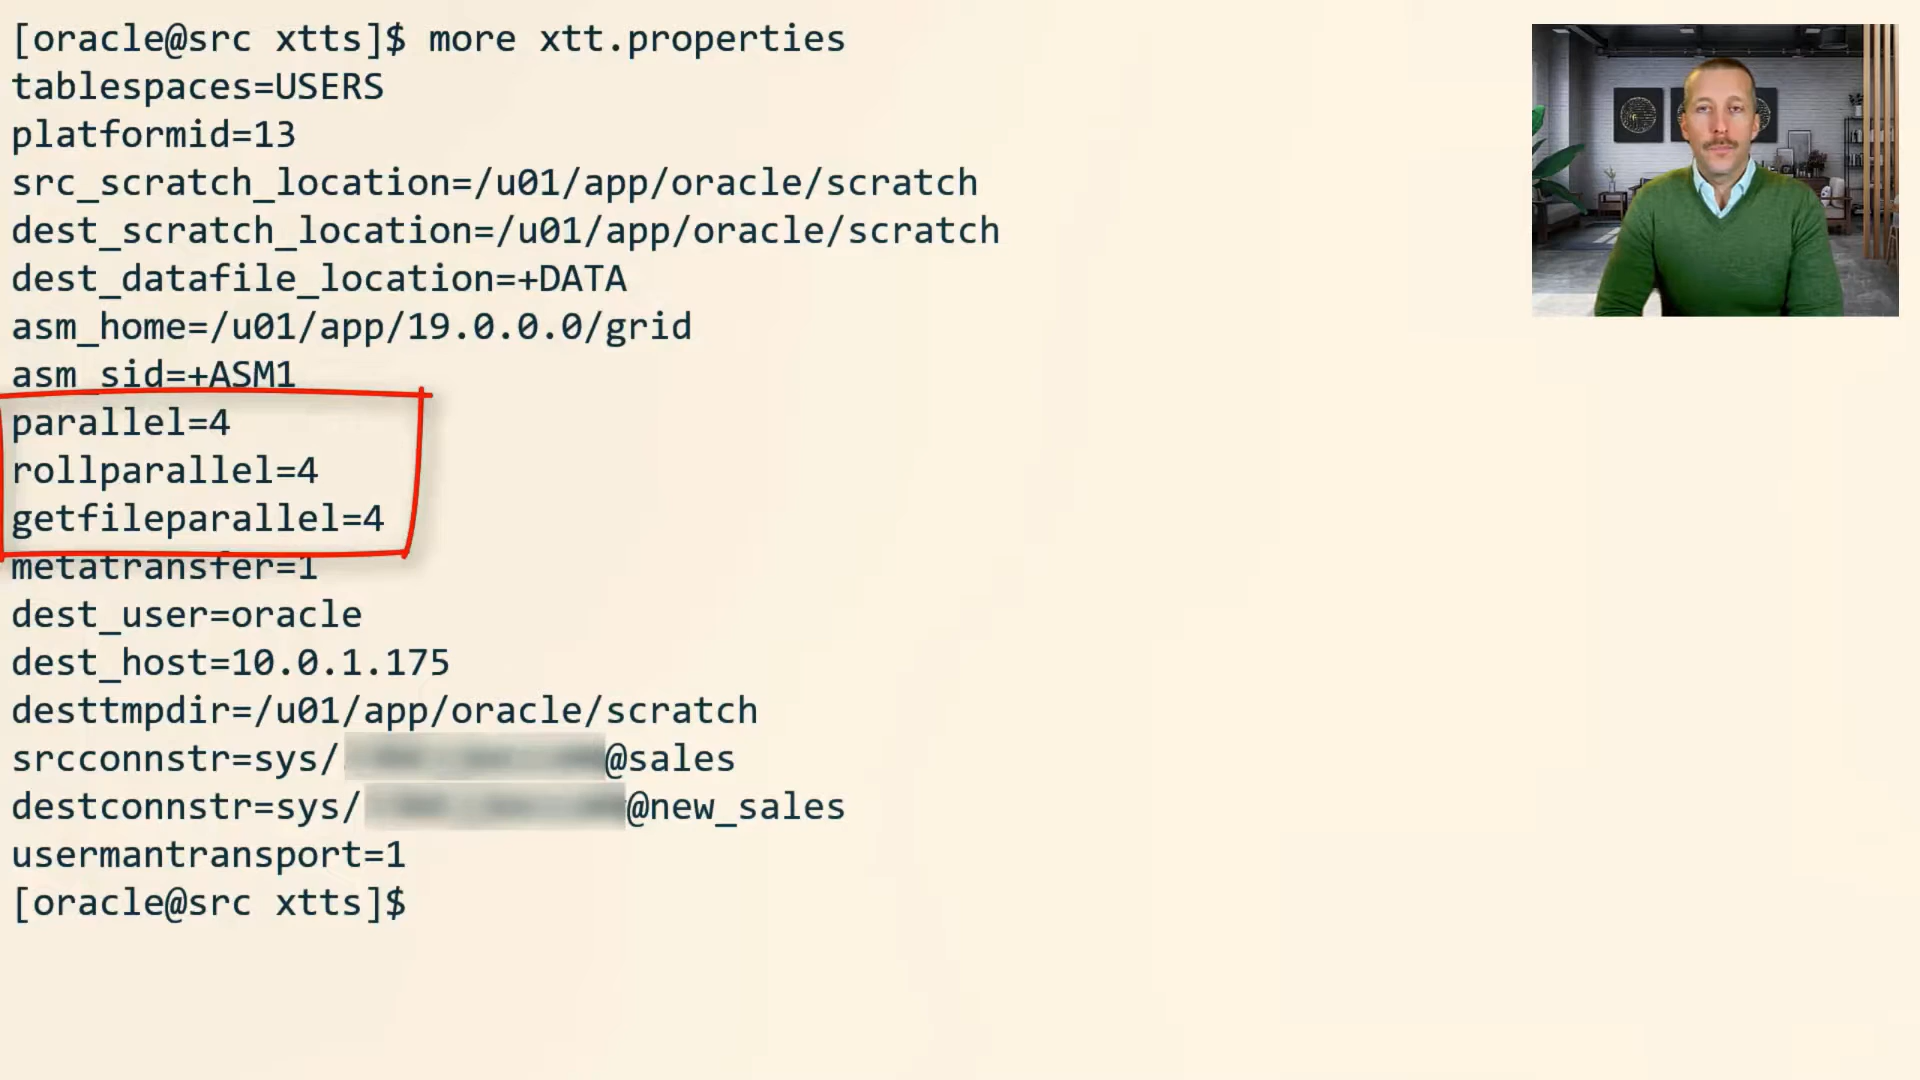 [oracle@src xtts]$ more xtt.properties
tablespaces=USERS
platformid=13
src_scratch_location=/u01/app/oracle/scratch
dest_scratch_location=/u01/app/oracle/scratch
dest_datafile_location=+DATA
asm_home=/u01/app/19.0.0.0/grid
asm_sid=+ASM1
parallel=4
rollparallel=4
getfileparallel=4
metatransfer=1
dest_user=oracle
dest_host=10.0.1.175
desttmpdir=/u01/app/oracle/scratch
srcconnstr=sys/ @sales
destconnstr=sys/ @new_sales
usermantransport=1
[oracle@src xtts]$